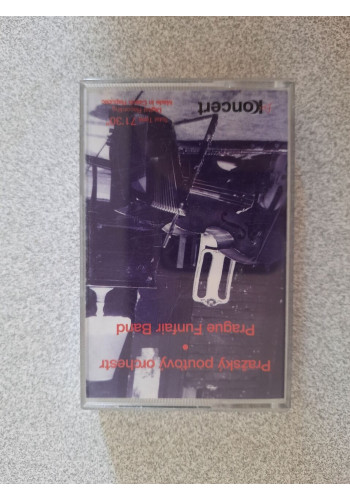 Pražský pouťový orchestr
•
Prague Funfair Band
Koncert